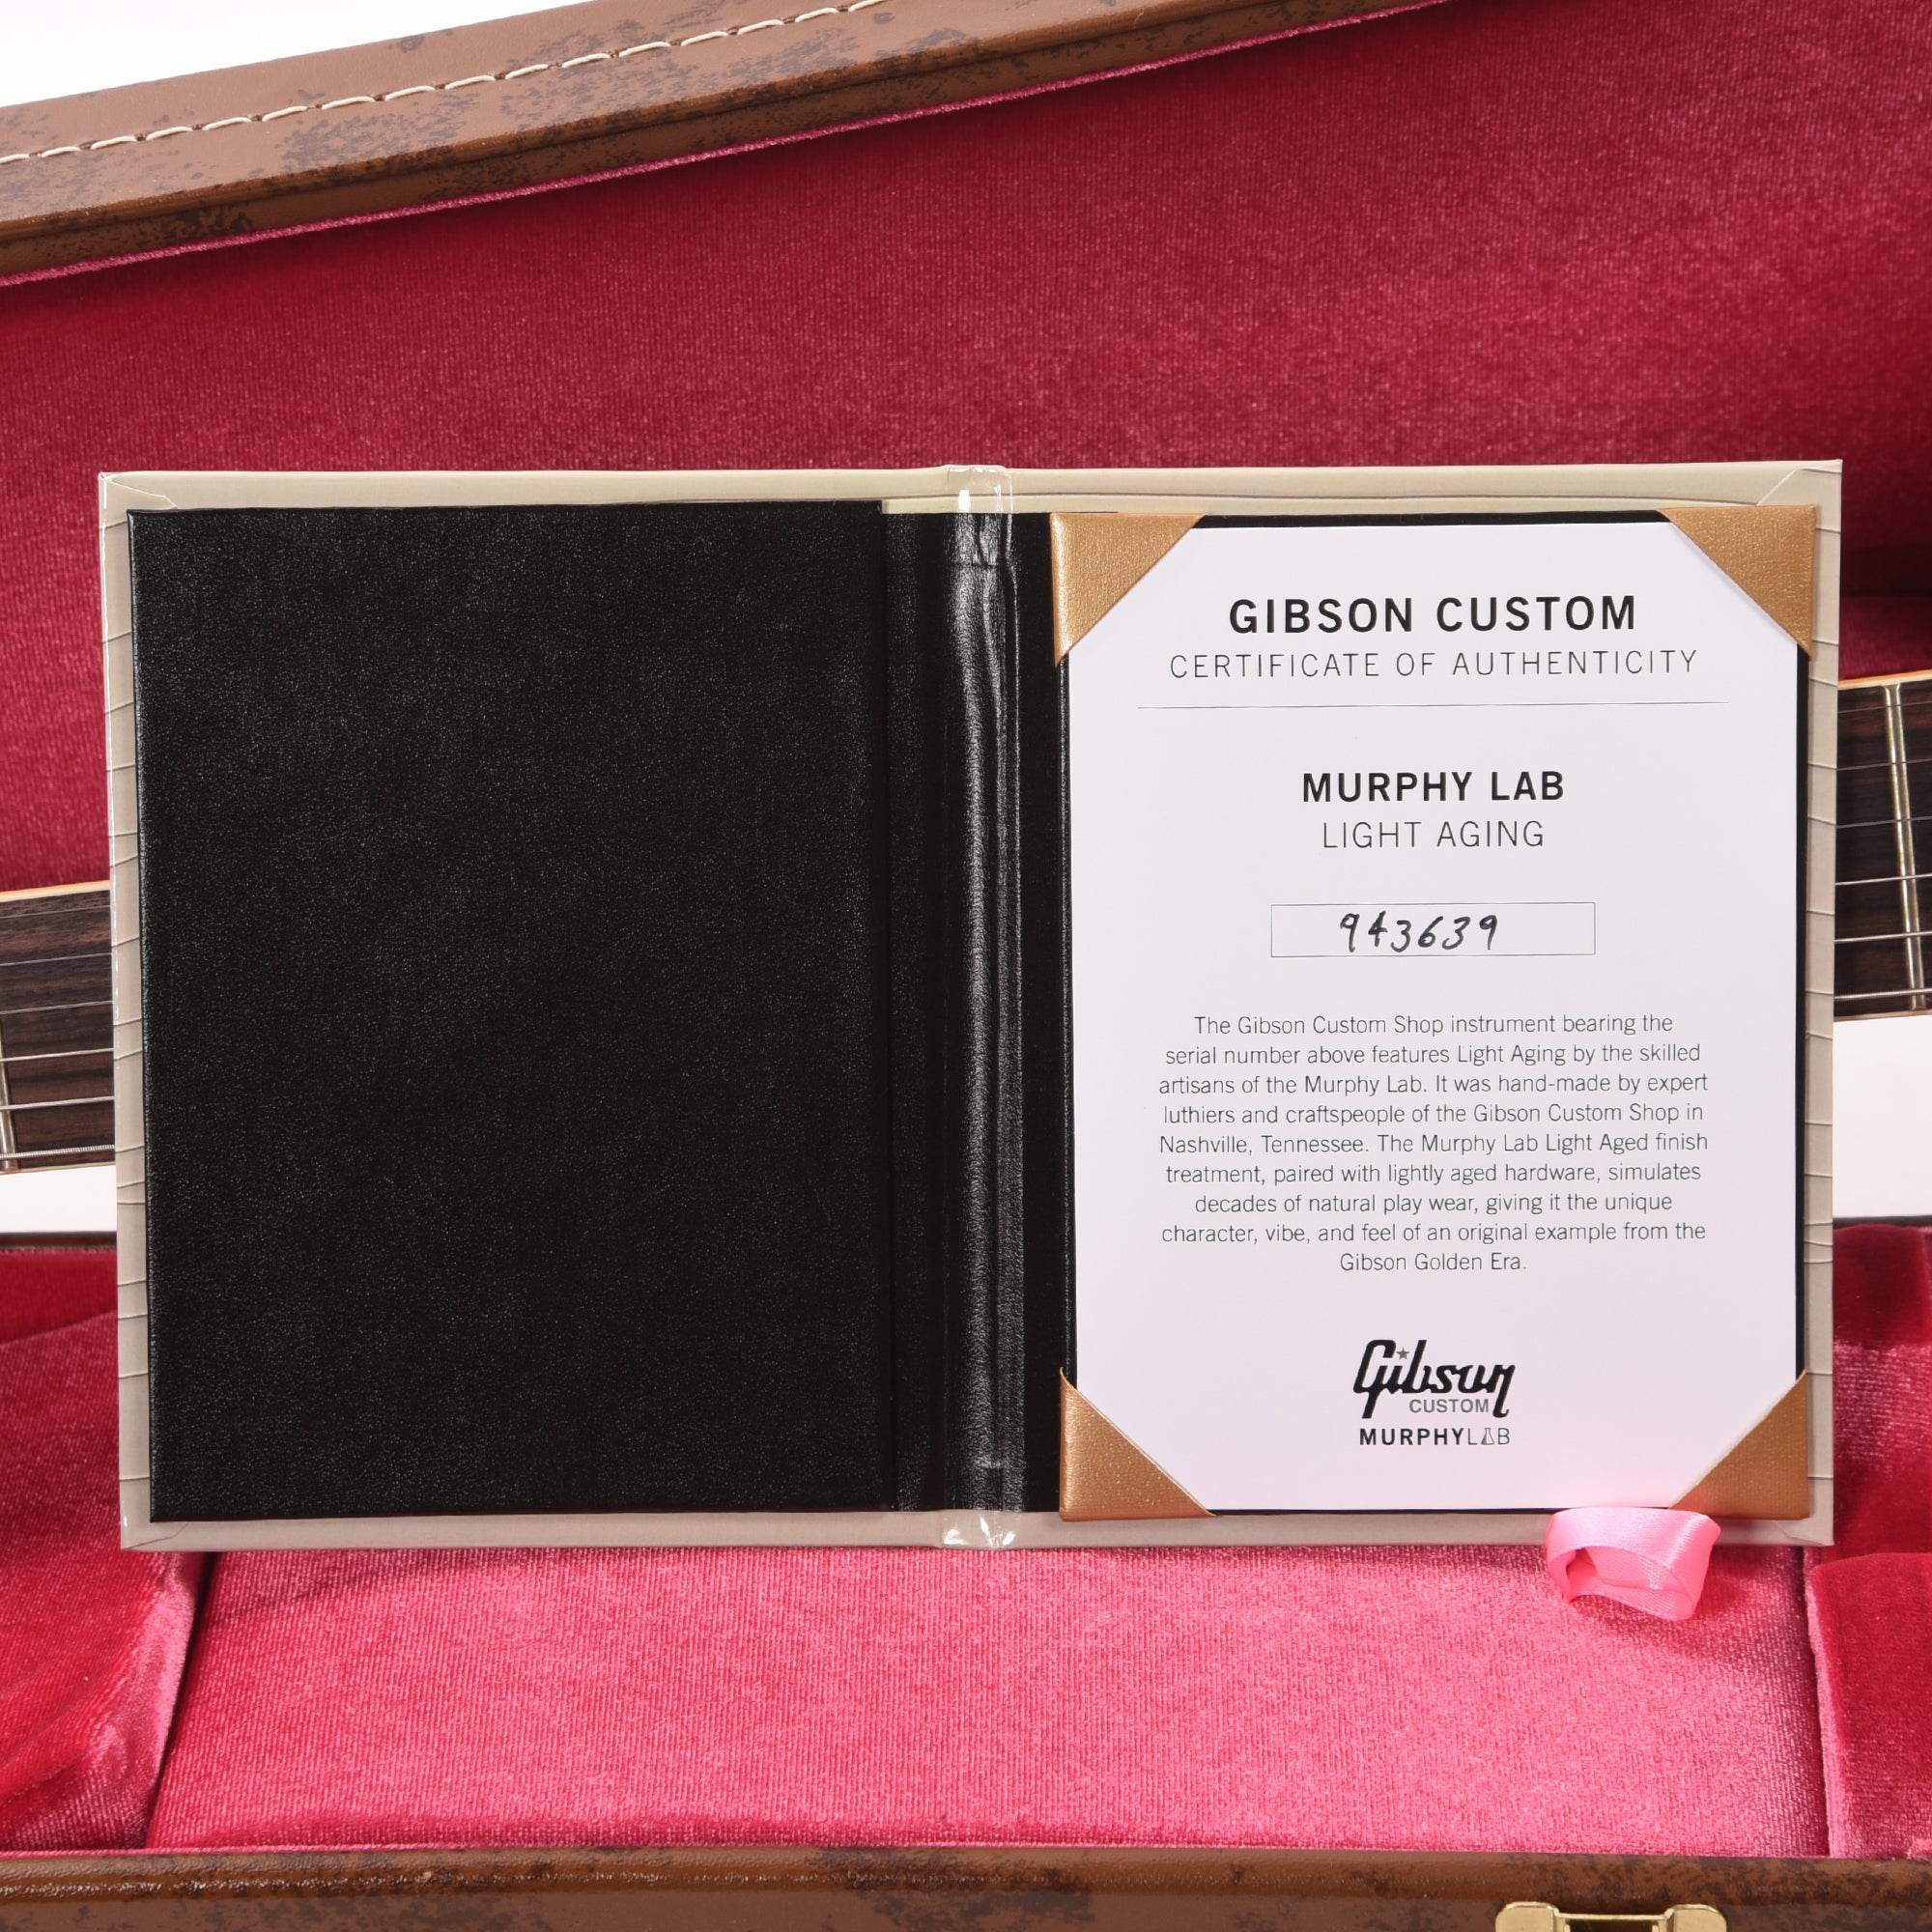 GIBSON CUSTOM
CERTIFICATE OF AUTHENTICITY
MURPHY LAB
LIGHT AGING
943639
The Gibson Custom Shop instrument bearing the
serial number above features Light Aging by the skilled
artisans of the Murphy Lab. It was hand-made by expert
luthiers and craftspeople of the Gibson Custom Shop in
Nashville, Tennessee. The Murphy Lab Light Aged finish
treatment, paired with lightly aged hardware, simulates
decades of natural play wear, giving it the unique
character, vibe, and feel of an original example from the
Gibson Golden Era.
Gibson
CUSTOM
MURPHYLAB